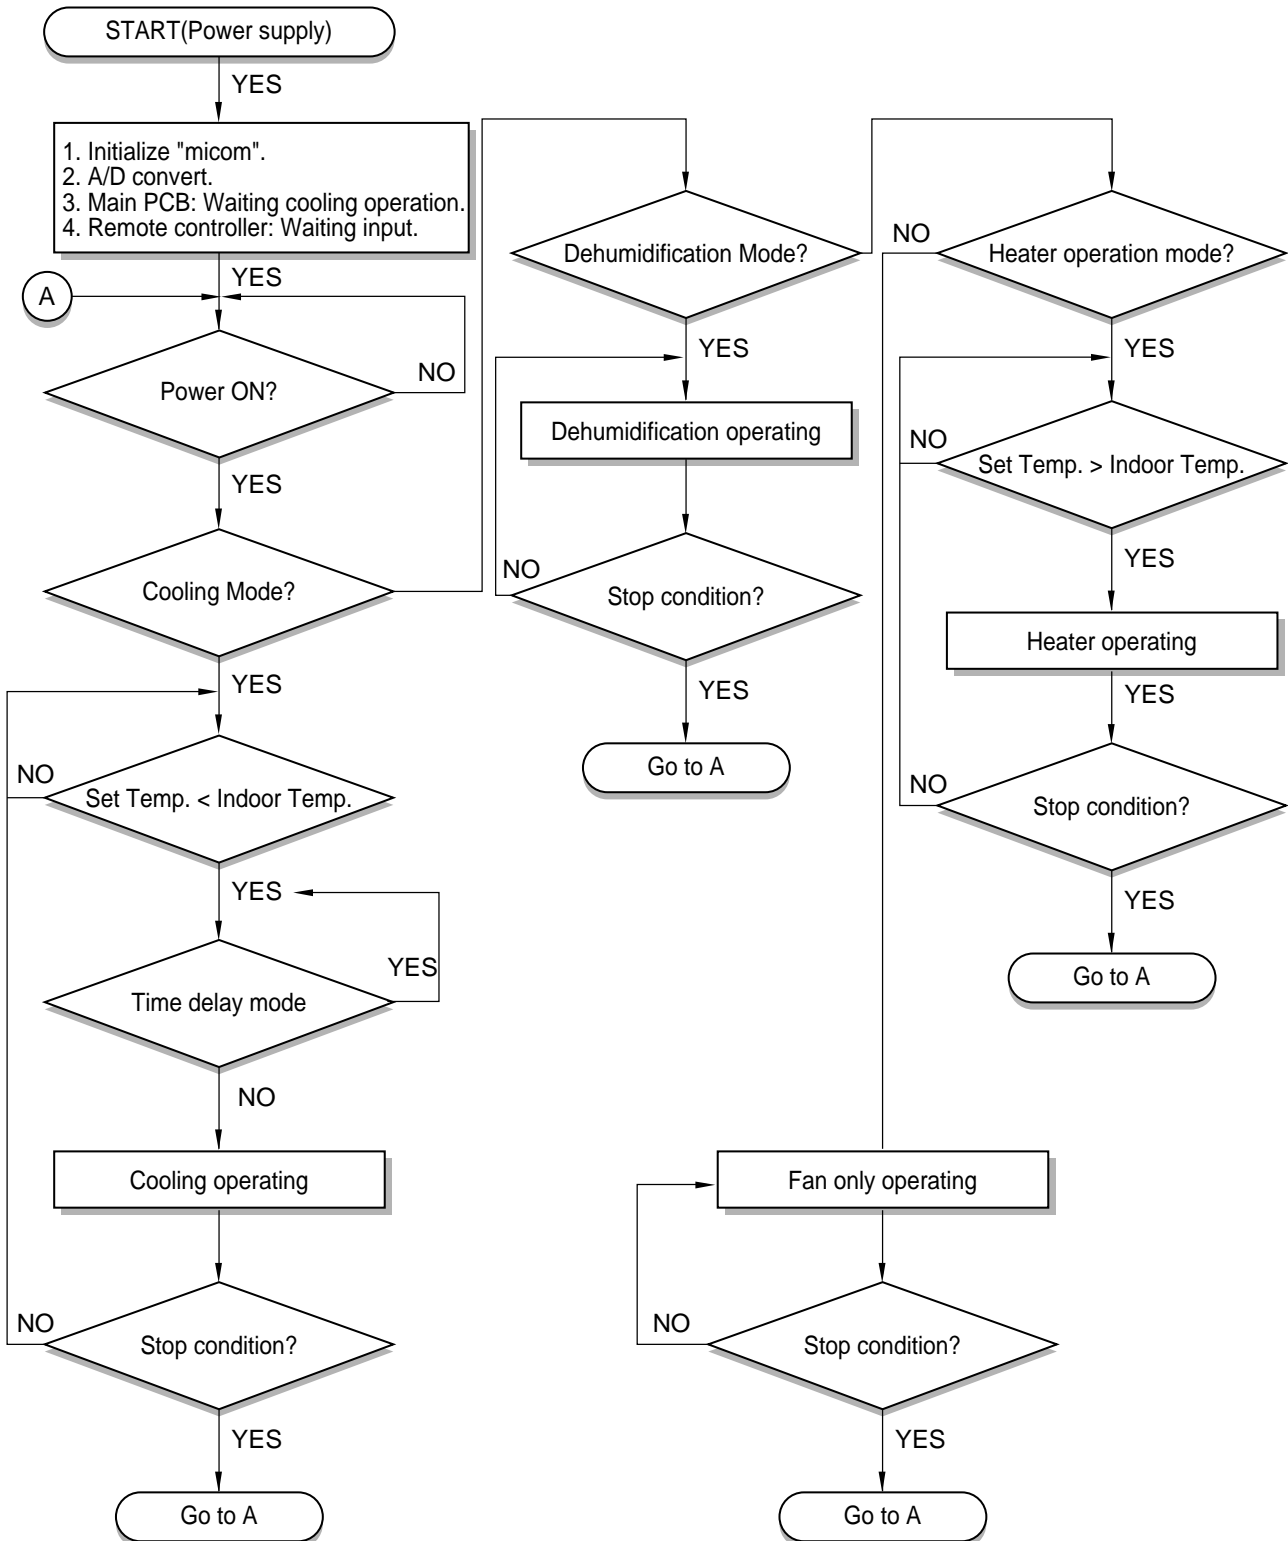 START(Power supply)
YES
1. Initialize "micom".
2. A/D convert.
3. Main PCB: Waiting cooling operation.
4. Remote controller: Waiting input.
YES
A
Power ON?
NO
YES
Cooling Mode?
YES
NO
Set Temp. < Indoor Temp.
YES
Time delay mode
YES
NO
Cooling operating
NO
Stop condition?
YES
Go to A
Dehumidification Mode?
YES
Dehumidification operating
NO
Stop condition?
YES
Go to A
NO
Heater operation mode?
YES
NO
Set Temp. > Indoor Temp.
YES
Heater operating
YES
NO
Stop condition?
YES
Go to A
Fan only operating
NO
Stop condition?
YES
Go to A